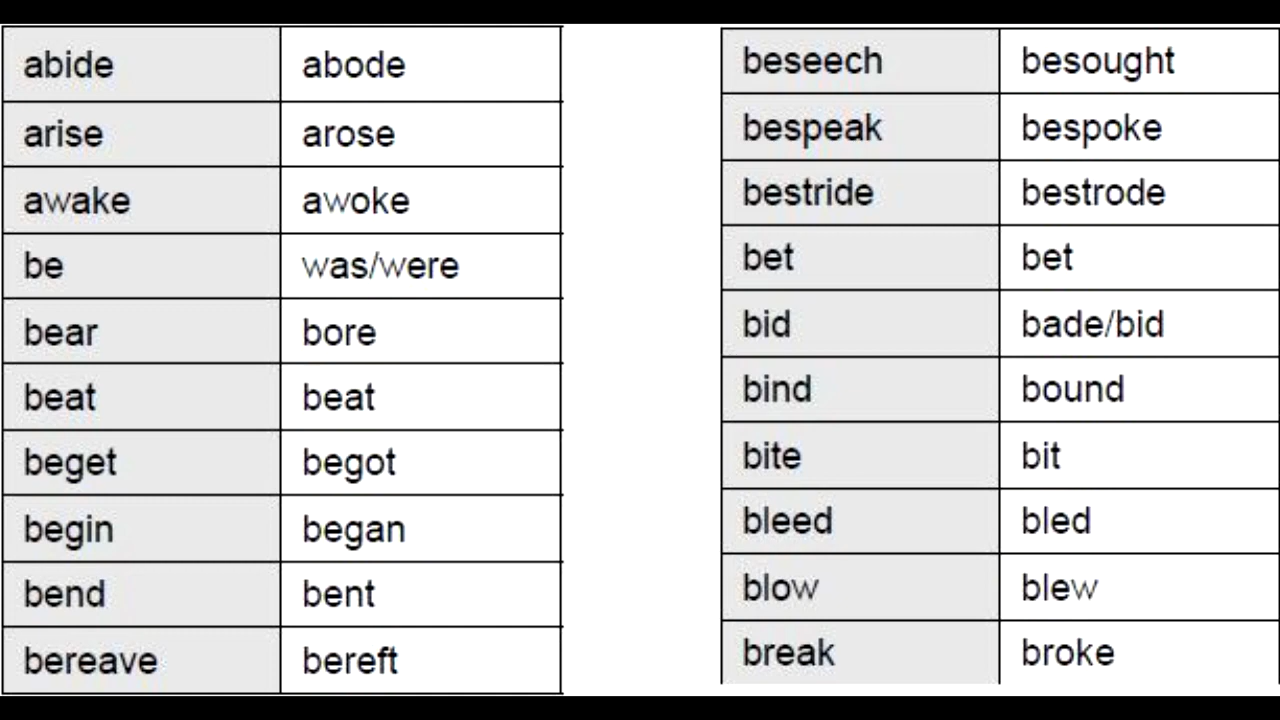 abide abode
arise arose
awake awoke
be was/were
bear bore
beat beat
beget begot
begin began
bend bent
bereave bereft
beseech besought
bespeak bespoke
bestride bestrode
bet bet
bid bade/bid
bind bound
bite bit
bleed bled
blow blew
break broke